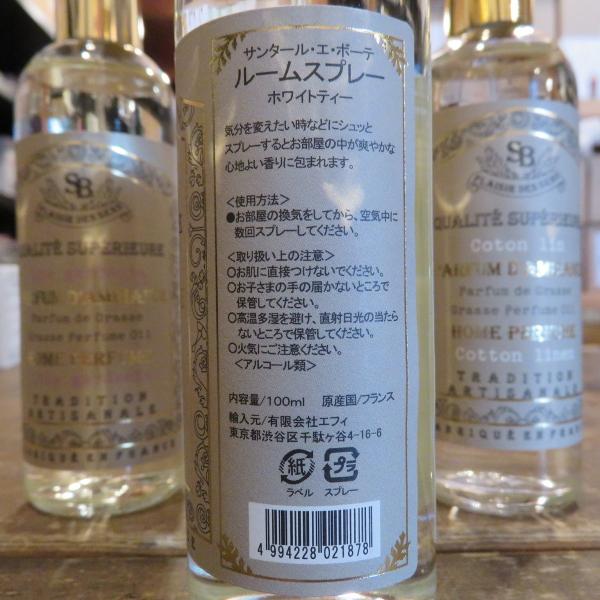 サンタール・エ・ボーテ
ルームスプレー
ホワイトティー
気分を変えたい時などにシュッと
スプレーするとお部屋の中が爽やかな
心地よい香りに包まれます。
＜使用方法＞
●お部屋の換気をしてから、空気中に
数回スプレーしてください。
＜取り扱い上の注意＞
○お肌に直接つけないでください。
○お子さまの手の届かないところで
保管してください。
○高温多湿を避け、直射日光の当たら
ないところで保管してください。
○火気にご注意ください。
＜アルコール類＞
内容量/100ml 原産国/フランス
輸入元/有限会社エフィ
東京都渋谷区千駄ヶ谷4-16-6
紙 プラ
ラベル スプレー
4 994228 021878
SB
QUALITÉ SUPÉRIEURE
Parfum de Grasse
Grasse Perfume Oil
HOME PERFUME
TRADITION
ARTISANALE
SB
QUALITÉ SUPÉRIEURE
Coton lin
Parfum de Grasse
Grasse Perfume Oil
HOME PERFUME
Cotton linen
TRADITION
ARTISANALE